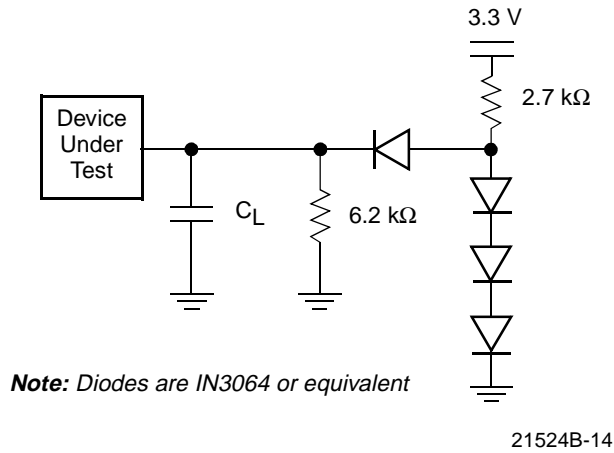 3.3 V
2.7 kΩ
Device
Under
Test
CL
6.2 kΩ
Note: Diodes are IN3064 or equivalent
21524B-14